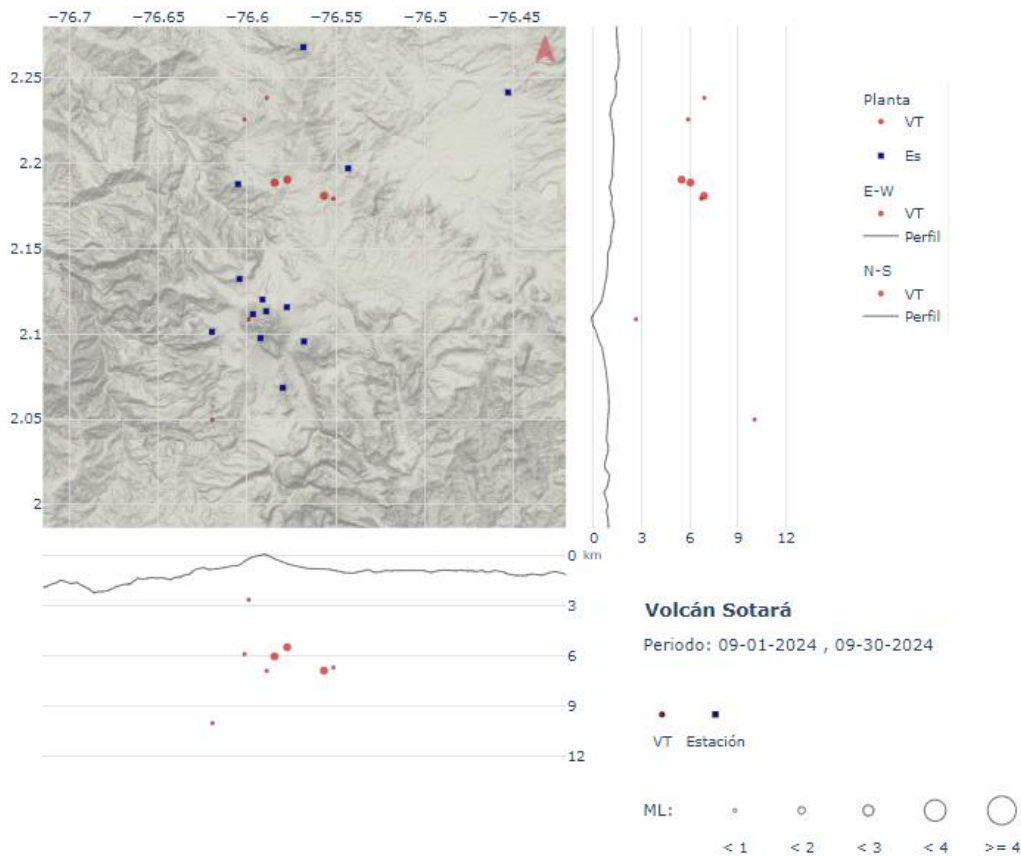 −76.7 −76.65 −76.6 −76.55 −76.5 −76.45
2.25
2.2
2.15
2.1
2.05
2
Planta
VT
Es
E-W
VT
Perfil
N-S
VT
Perfil
0 3 6 9 12
0 km
3
6
9
12
Volcán Sotará
Periodo: 09-01-2024 , 09-30-2024
VT Estación
ML:
< 1 < 2 < 3 < 4 >= 4